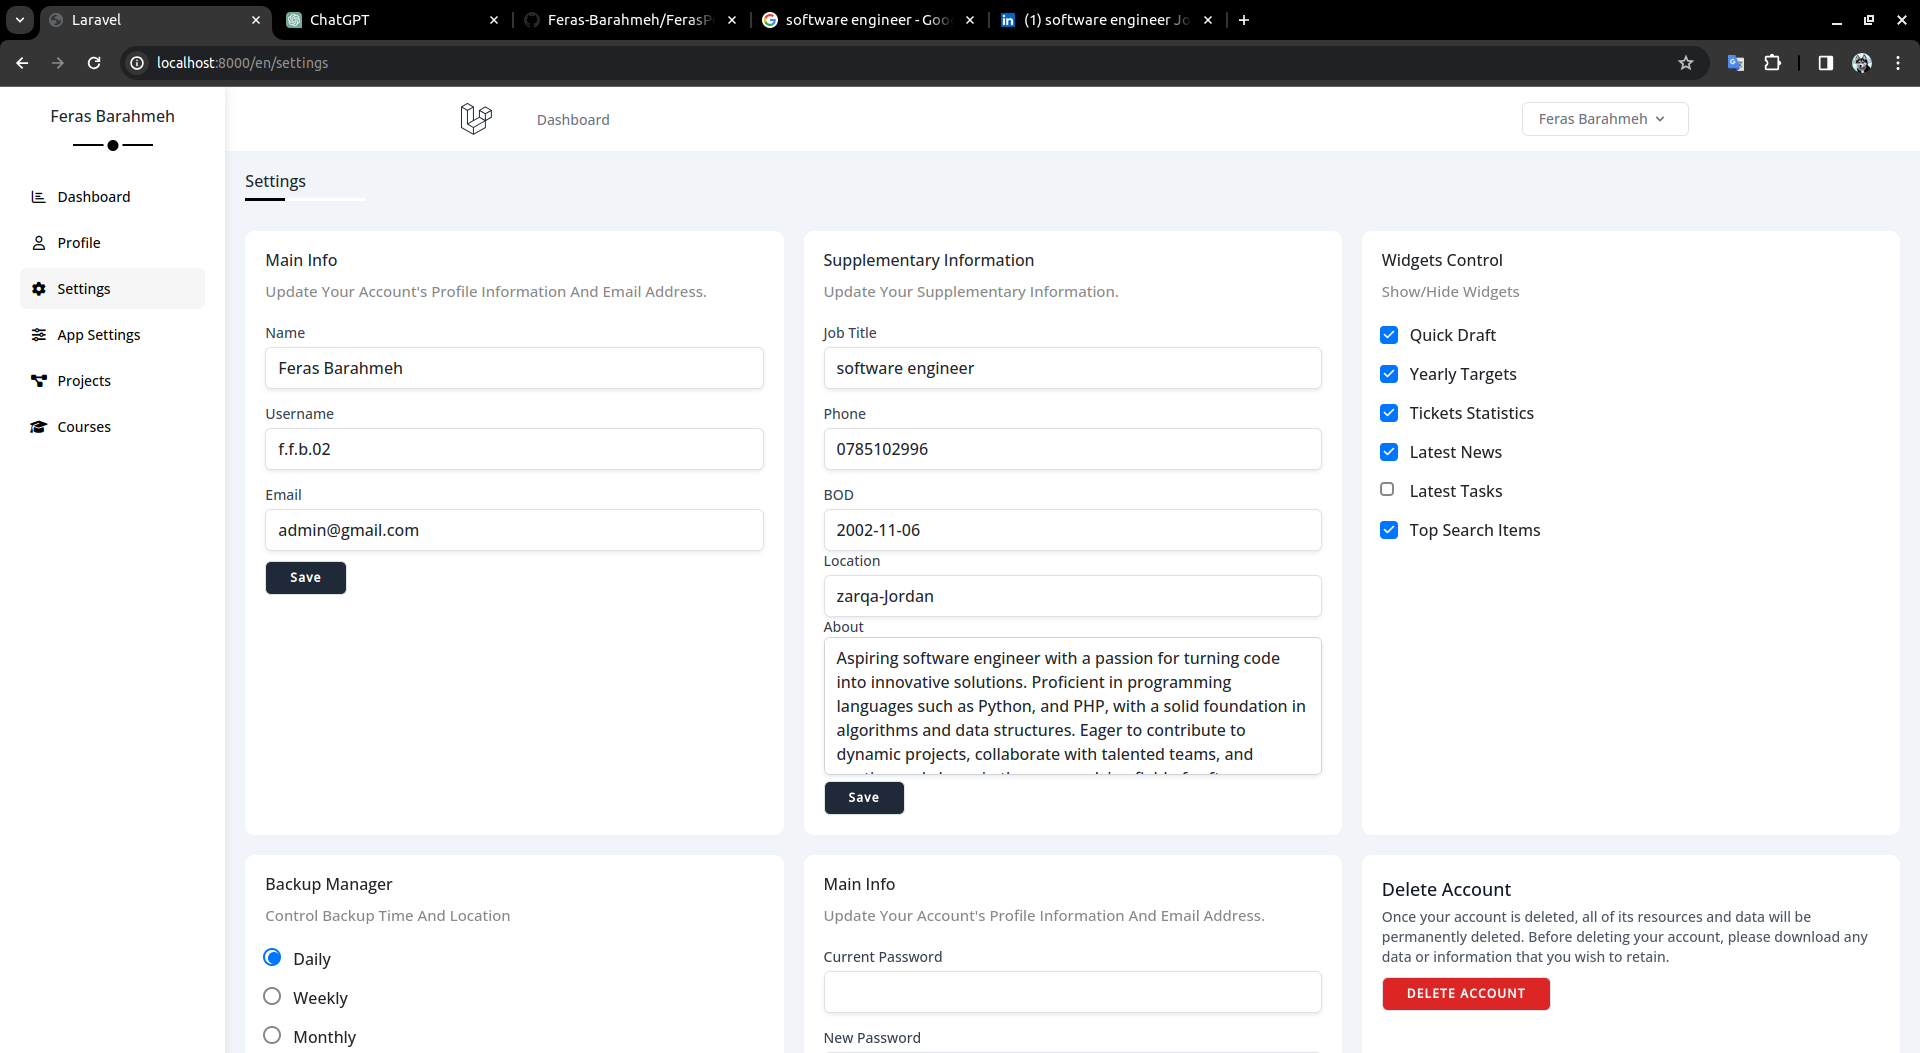 Laravel
ChatGPT
Feras-Barahmeh/FerasP
software engineer - Goo
(1) software engineer Jo
localhost:8000/en/settings
Feras Barahmeh
Dashboard
Feras Barahmeh
Dashboard
Profile
Settings
App Settings
Projects
Courses
Settings
Main Info
Update Your Account's Profile Information And Email Address.
Name
Feras Barahmeh
Username
f.f.b.02
Email
admin@gmail.com
Save
Supplementary Information
Update Your Supplementary Information.
Job Title
software engineer
Phone
0785102996
BOD
2002-11-06
Location
zarqa-Jordan
About
Aspiring software engineer with a passion for turning code
into innovative solutions. Proficient in programming
languages such as Python, and PHP, with a solid foundation in
algorithms and data structures. Eager to contribute to
dynamic projects, collaborate with talented teams, and
Save
Widgets Control
Show/Hide Widgets
Quick Draft
Yearly Targets
Tickets Statistics
Latest News
Latest Tasks
Top Search Items
Backup Manager
Control Backup Time And Location
Daily
Weekly
Monthly
Main Info
Update Your Account's Profile Information And Email Address.
Current Password
New Password
Delete Account
Once your account is deleted, all of its resources and data will be
permanently deleted. Before deleting your account, please download any
data or information that you wish to retain.
DELETE ACCOUNT